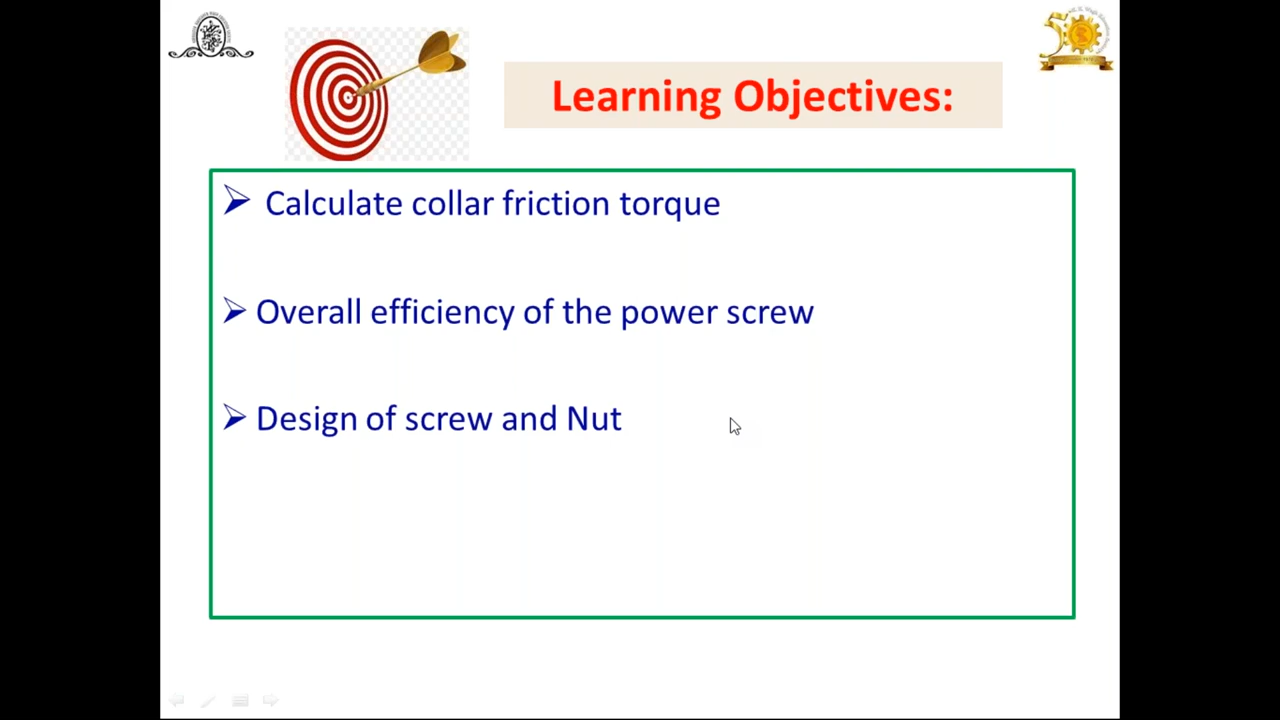 Learning Objectives:
Calculate collar friction torque
Overall efficiency of the power screw
Design of screw and Nut